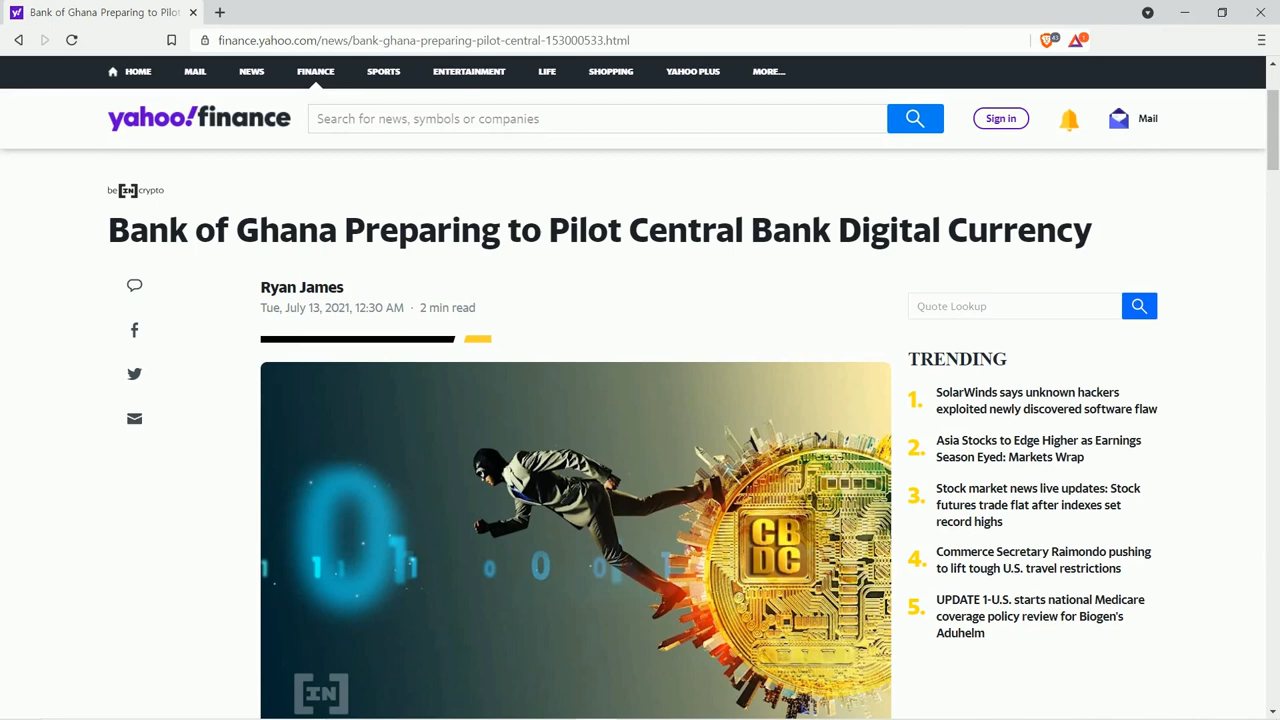 Bank of Ghana Preparing to Pilot
finance.yahoo.com/news/bank-ghana-preparing-pilot-central-153000533.html
43
1
HOME MAIL NEWS FINANCE SPORTS ENTERTAINMENT LIFE SHOPPING YAHOO PLUS MORE...
yahoo!finance
Search for news, symbols or companies
Sign in
Mail
be[IN]crypto
Bank of Ghana Preparing to Pilot Central Bank Digital Currency
Ryan James
Tue, July 13, 2021, 12:30 AM · 2 min read
Quote Lookup
TRENDING
1. SolarWinds says unknown hackers
exploited newly discovered software flaw
2. Asia Stocks to Edge Higher as Earnings
Season Eyed: Markets Wrap
3. Stock market news live updates: Stock
futures trade flat after indexes set
record highs
4. Commerce Secretary Raimondo pushing
to lift tough U.S. travel restrictions
5. UPDATE 1-U.S. starts national Medicare
coverage policy review for Biogen's
Aduhelm
CB
DC
[IN]